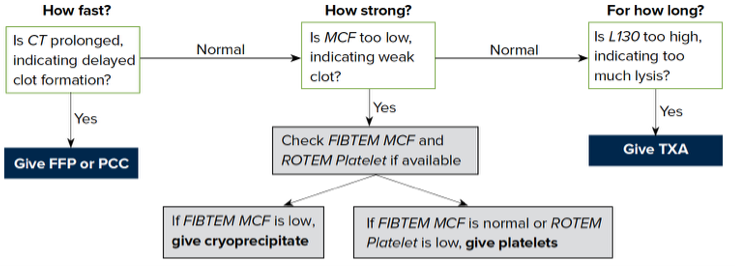 How fast?
How strong?
For how long?
Is CT prolonged,
indicating delayed
clot formation?
Normal
Is MCF too low,
indicating weak
clot?
Normal
Is L130 too high,
indicating too
much lysis?
Yes
Yes
Yes
Give FFP or PCC
Check FIBTEM MCF and
ROTEM Platelet if available
Give TXA
If FIBTEM MCF is low,
give cryoprecipitate
If FIBTEM MCF is normal or ROTEM
Platelet is low, give platelets